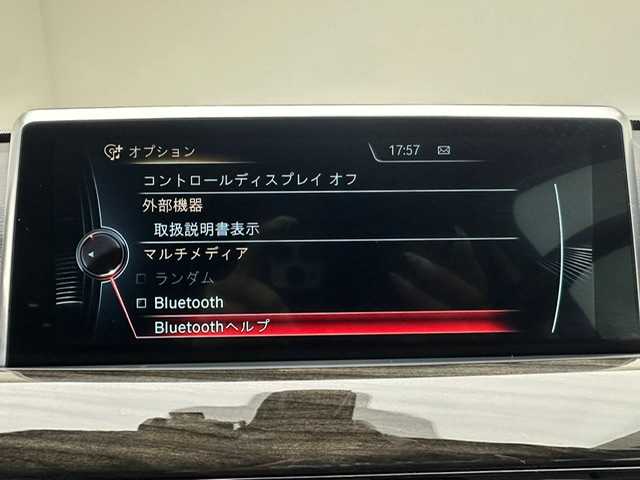 オプション 17:57
コントロールディスプレイ オフ
外部機器
取扱説明書表示
マルチメディア
ランダム
Bluetooth
Bluetoothヘルプ